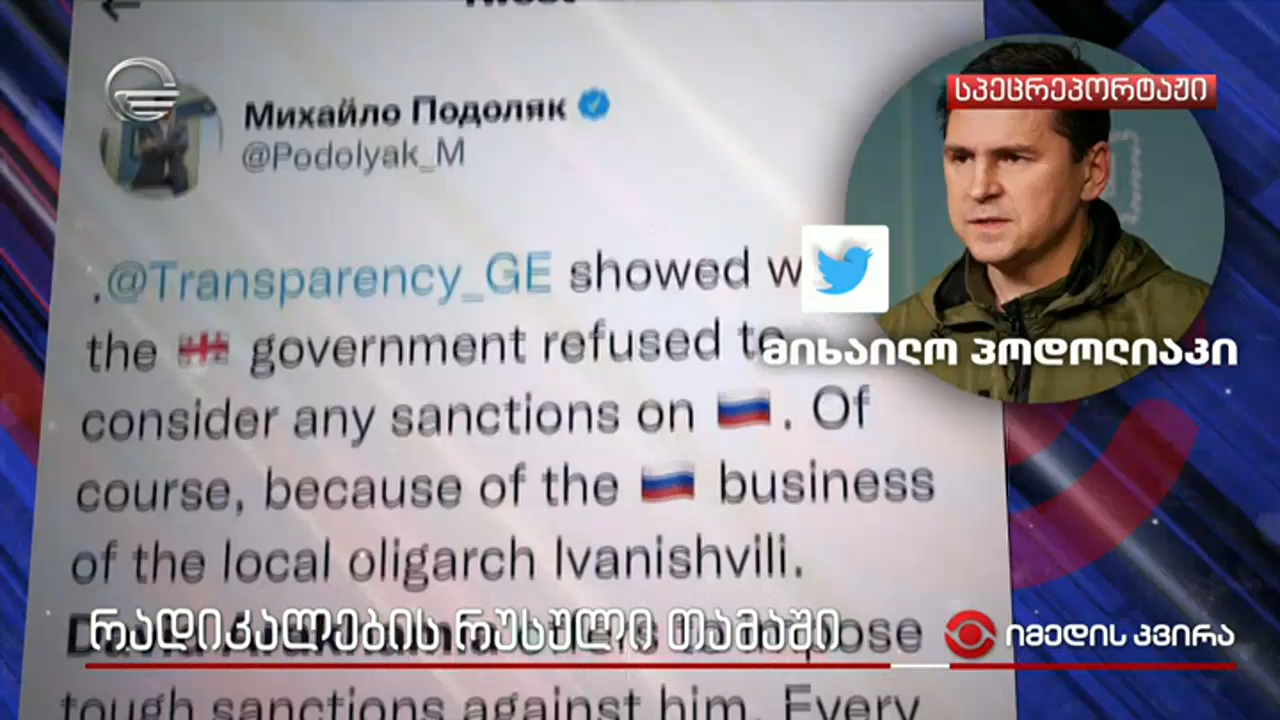 სპეცრეპორტაჟი
Михайло Подоляк
@Podolyak_M
.@Transparency_GE showed
the government refused to
მიხაილო პოდოლიაკი
consider any sanctions on . Of
course, because of the business
of the local oligarch Ivanishvili.
რადიკალების რუსული თამაში
იმედის კვირა
tough sanctions against him. Every